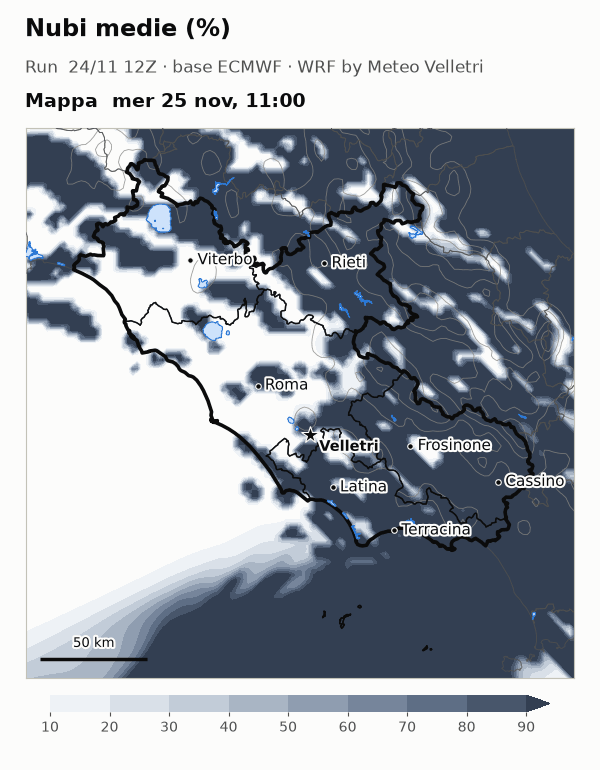 Nubi medie (%)
Run  24/11 12Z · base ECMWF · WRF by Meteo Velletri
Mappa  mer 25 nov, 11:00
Viterbo
Rieti
Roma
Velletri
Frosinone
Latina
Cassino
Terracina
50 km
10 20 30 40 50 60 70 80 90